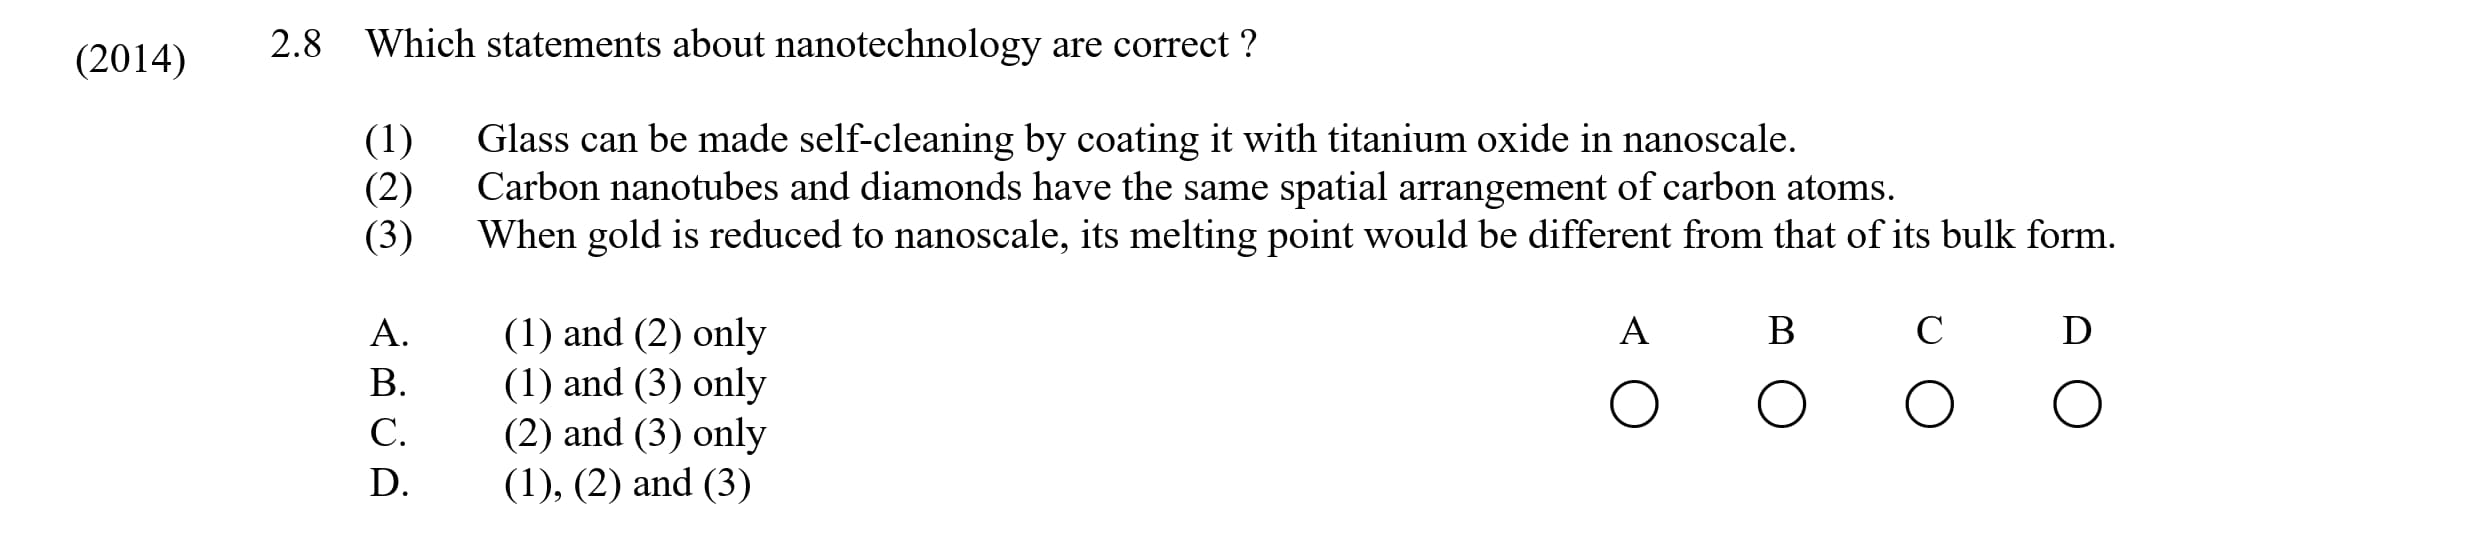 (2014) 2.8 Which statements about nanotechnology are correct ?
(1) Glass can be made self-cleaning by coating it with titanium oxide in nanoscale.
(2) Carbon nanotubes and diamonds have the same spatial arrangement of carbon atoms.
(3) When gold is reduced to nanoscale, its melting point would be different from that of its bulk form.
A. (1) and (2) only A B C D
B. (1) and (3) only
C. (2) and (3) only
D. (1), (2) and (3)